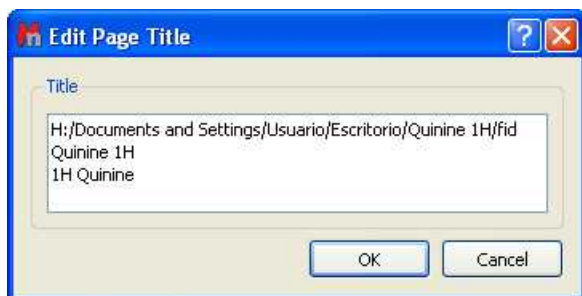 Edit Page Title
Title
H:/Documents and Settings/Usuario/Escritorio/Quinine 1H/fid
Quinine 1H
1H Quinine
OK Cancel